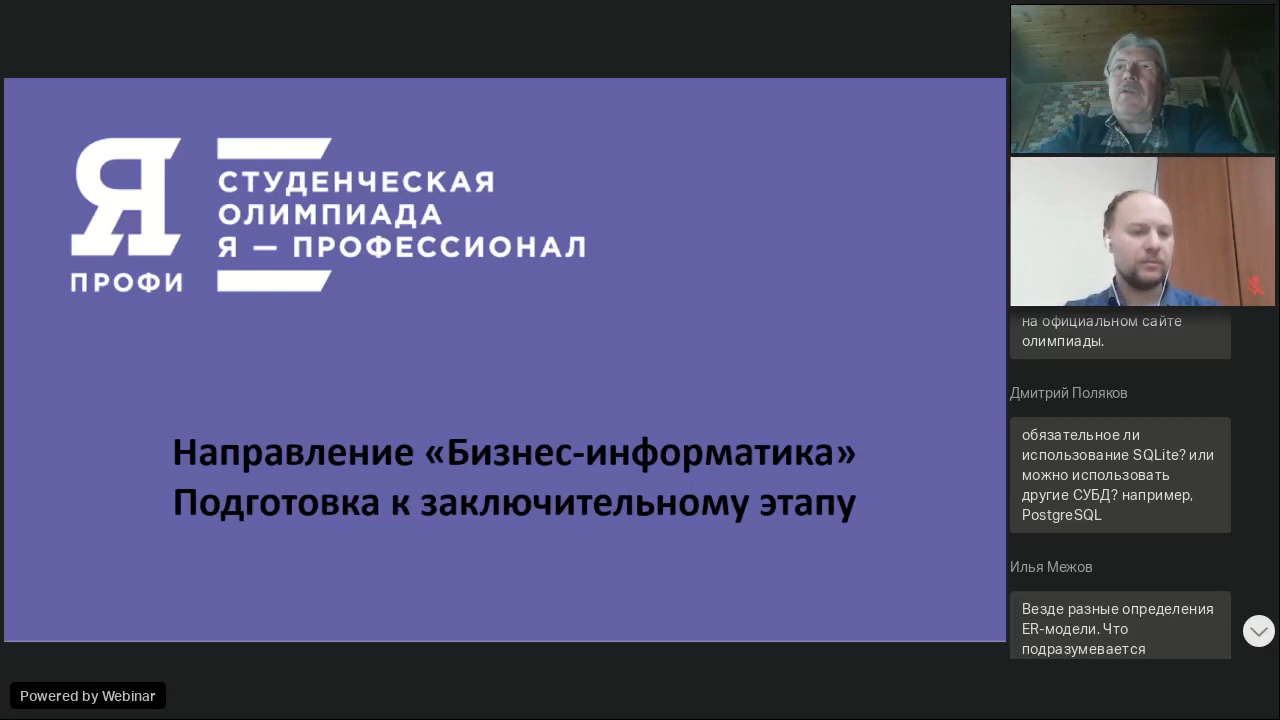 Я
ПРОФИ
СТУДЕНЧЕСКАЯ
ОЛИМПИАДА
Я — ПРОФЕССИОНАЛ
Направление «Бизнес-информатика»
Подготовка к заключительному этапу
на официальном сайте
олимпиады.
Дмитрий Поляков
обязательное ли
использование SQLite? или
можно использовать
другие СУБД? например,
PostgreSQL
Илья Межов
Везде разные определения
ER-модели. Что
подразумевается
Powered by Webinar